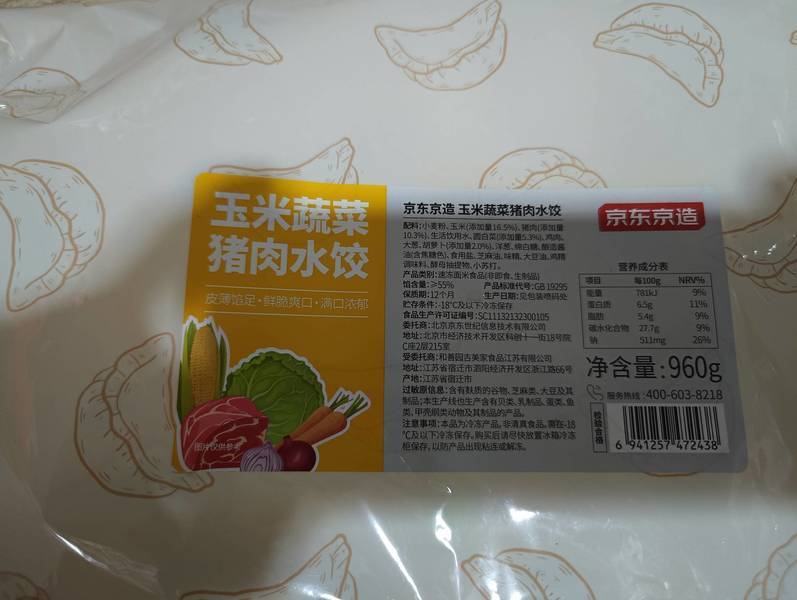 玉米蔬菜
猪肉水饺
皮薄馅足·鲜脆爽口·满口浓郁
图片仅供参考
京东京造 玉米蔬菜猪肉水饺
京东京造
配料:小麦粉、玉米(添加量16.5%)、猪肉(添加量
10.3%)、生活饮用水、圆白菜(添加量5.3%)、鸡肉、
大葱、胡萝卜(添加量2.0%)、洋葱、绵白糖、酿造酱
油(含焦糖色)、食用盐、芝麻油、味精、大豆油、鸡精
调味料、酵母抽提物、小苏打。
产品类别:速冻面米食品(非即食、生制品)
馅含量:≥55% 产品标准代号:GB 19295
保质期:12个月 生产日期:见包装喷码处
贮存条件:-18℃及以下冷冻保存
食品生产许可证编号:SC11132132300105
委托商:北京京东世纪信息技术有限公司
地址:北京市经济技术开发区科创十一街18号院
C座2层215室
受委托商:和善园吉美家食品江苏有限公司
地址:江苏省宿迁市泗阳经济开发区浙江路66号
产地:江苏省宿迁市
过敏原信息:含有麸质的谷物、芝麻类、大豆及其
制品;本生产线也生产含有贝类、乳制品、蛋类、鱼
类、甲壳纲类动物及其制品的产品。
注意事项:本品为冷冻产品,非清真食品。需在-18
℃及以下冷冻保存。购买后请尽快放置冰箱冷冻
柜保存,以防产品出现粘连或解冻。
营养成分表
项目 每100g NRV%
能量 781kJ 9%
蛋白质 6.5g 11%
脂肪 5.4g 9%
碳水化合物 27.7g 9%
钠 511mg 26%
净含量:960g
服务热线:400-603-8218
检验合格
6 941257 472438